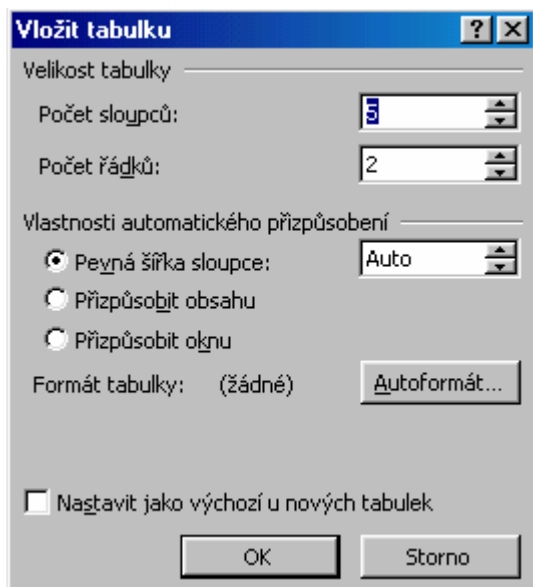 Vložit tabulku
Velikost tabulky
Počet sloupců: 5
Počet řádků: 2
Vlastnosti automatického přizpůsobení
Pevná šířka sloupce: Auto
Přizpůsobit obsahu
Přizpůsobit oknu
Formát tabulky: (žádné) Autoformát...
Nastavit jako výchozí u nových tabulek
OK Storno